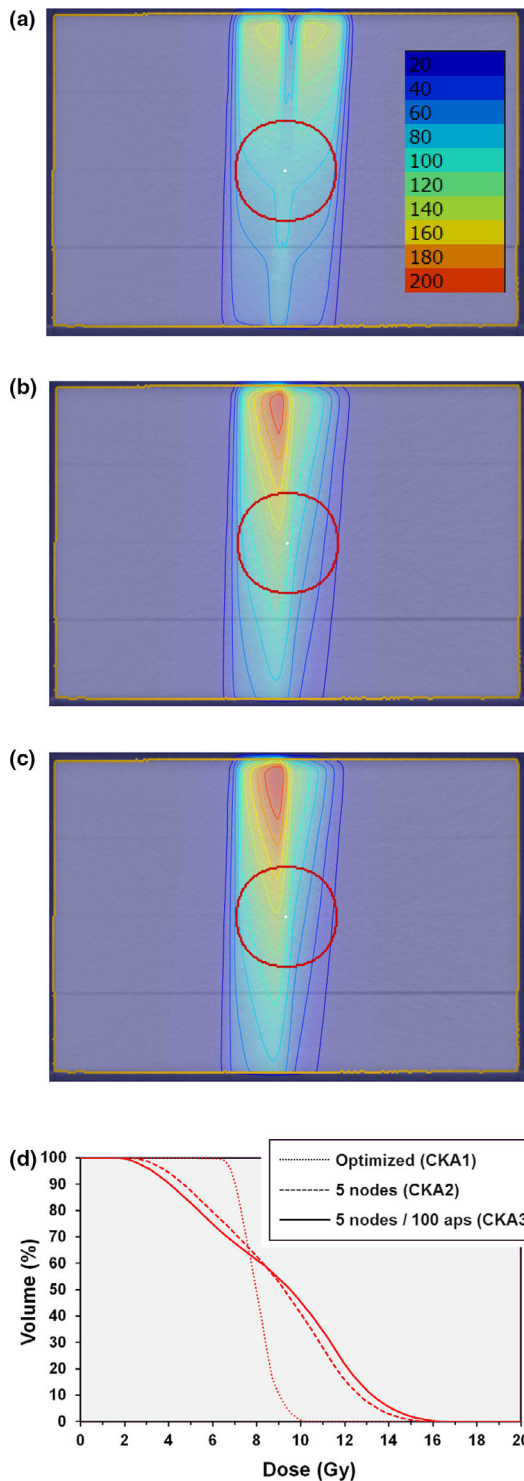 (a)
20
40
60
80
100
120
140
160
180
200
(b)
(c)
(d)
100
90
80
70
60
50
40
30
20
10
0
Volume (%)
Optimized (CKA1)
5 nodes (CKA2)
5 nodes / 100 aps (CKA3
0 2 4 6 8 10 12 14 16 18 20
Dose (Gy)